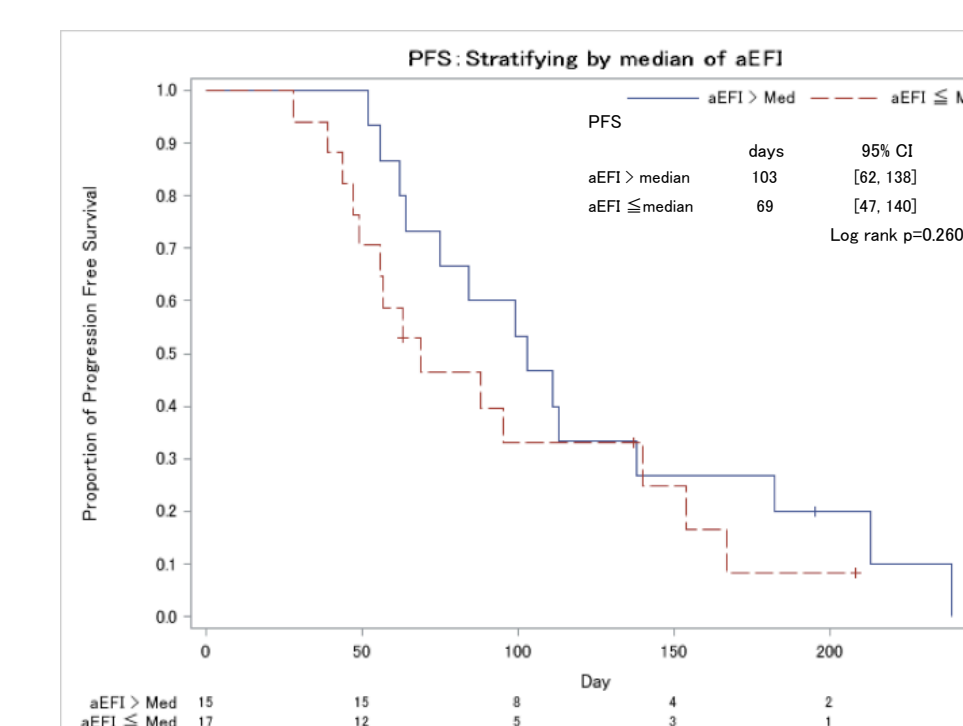 PFS:Stratifying by median of aEFI
aEFI > Med
aEFI ≦ M
PFS
days 95% CI
aEFI > median 103 [62, 138]
aEFI ≦median 69 [47, 140]
Log rank p=0.260
Proportion of Progression Free Survival
1.0
0.9
0.8
0.7
0.6
0.5
0.4
0.3
0.2
0.1
0.0
0 50 100 150 200
Day
aEFI > Med 15 15 8 4 2
aEFI ≦ Med 17 12 5 3 1